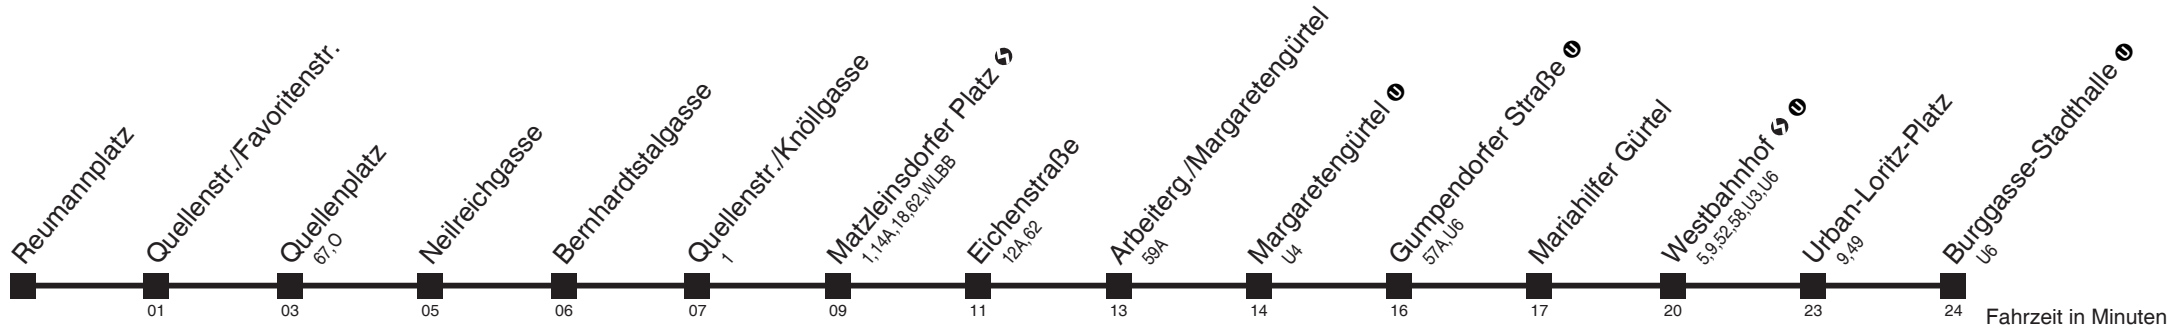 Reumannplatz
Quellenstr./Favoritenstr.
Quellenplatz
67,O
Neilreichgasse
Bernhardtstalgasse
Quellenstr./Knöllgasse
1
Matzleinsdorfer Platz
1,14A,18,62,WLBB
Eichenstraße
12A,62
Arbeiterg./Margaretengürtel
59A
Margaretengürtel U
U4
Gumpendorfer Straße U
57A,U6
Mariahilfer Gürtel
Westbahnhof U
5,9,52,58,U3,U6
Urban-Loritz-Platz
9,49
Burggasse-Stadthalle U
U6
01 03 05 06 07 09 11 13 14 16 17 20 23 24 Fahrzeit in Minuten